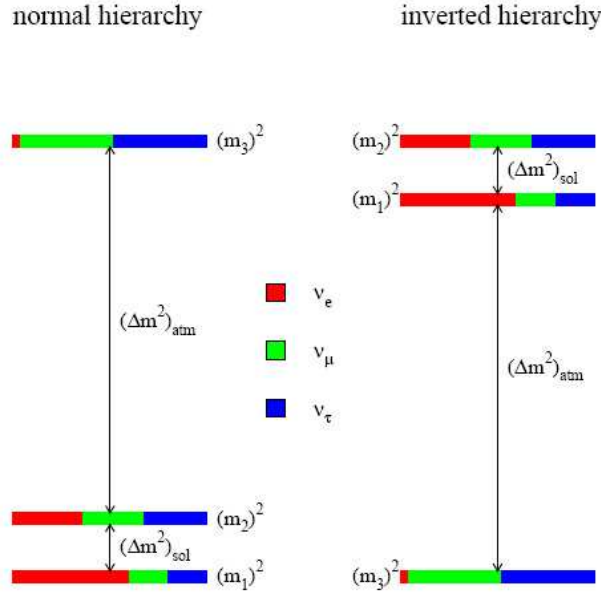 normal hierarchy
inverted hierarchy
(m₃)²
(m₂)²
(Δm²)sol
(m₁)²
νe
(Δm²)atm
νμ
(Δm²)atm
ντ
(m₂)²
(Δm²)sol
(m₁)²
(m₃)²